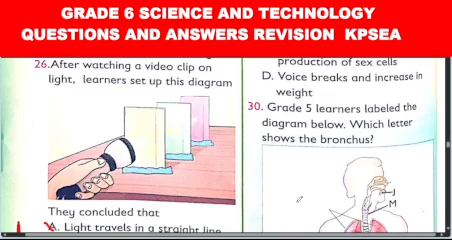 GRADE 6 SCIENCE AND TECHNOLOGY
QUESTIONS AND ANSWERS REVISION KPSEA
26.After watching a video clip on
light, learners set up this diagram
They concluded that
A. Light travels in a straight line
production of sex cells
D. Voice breaks and increase in
weight
30. Grade 5 learners labeled the
diagram below. Which letter
shows the bronchus?
J
M